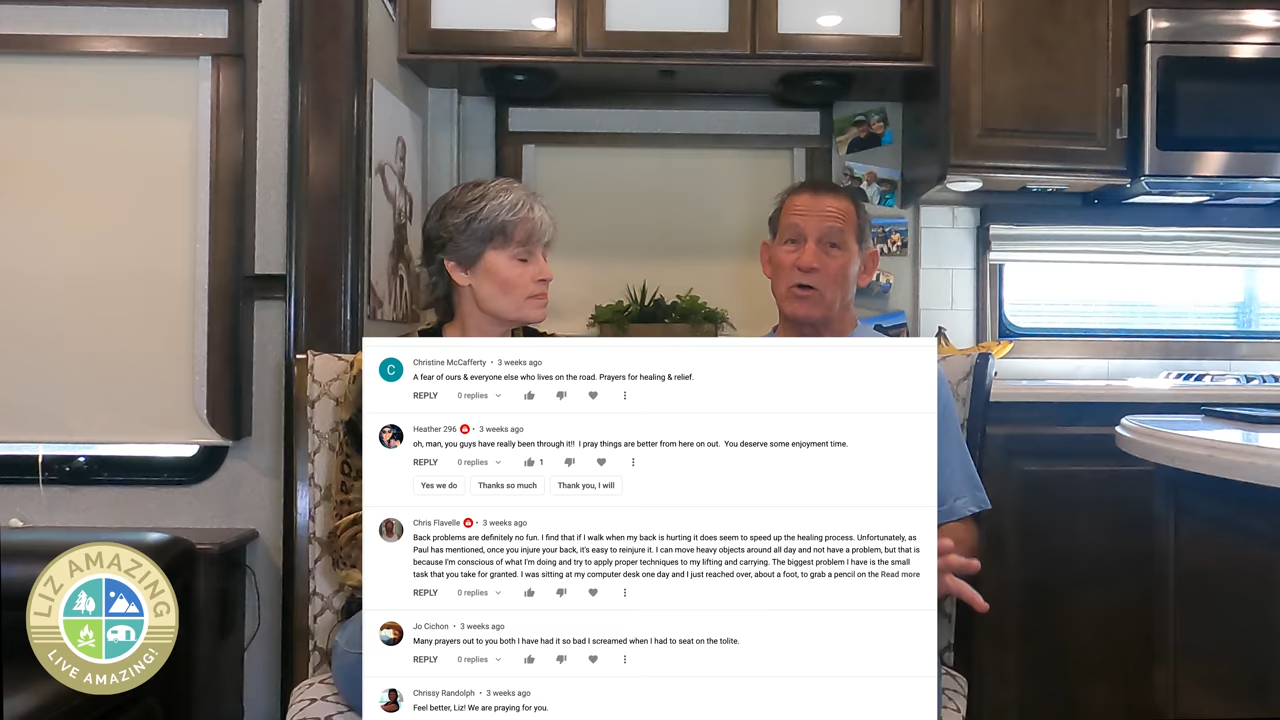 Christine McCafferty • 3 weeks ago
A fear of ours & everyone else who lives on the road. Prayers for healing & relief.
REPLY 0 replies
Heather 296 • 3 weeks ago
oh, man, you guys have really been through it!! I pray things are better from here on out. You deserve some enjoyment time.
REPLY 0 replies 1
Yes we do Thanks so much Thank you, I will
Chris Flavelle • 3 weeks ago
Back problems are definitely no fun. I find that if I walk when my back is hurting it does seem to speed up the healing process. Unfortunately, as
Paul has mentioned, once you injure your back, it's easy to reinjure it. I can move heavy objects around all day and not have a problem, but that is
because I'm conscious of what I'm doing and try to apply proper techniques to my lifting and carrying. The biggest problem I have is the small
task that you take for granted. I was sitting at my computer desk one day and I just reached over, about a foot, to grab a pencil on the Read more
REPLY 0 replies
Jo Cichon • 3 weeks ago
Many prayers out to you both I have had it so bad I screamed when I had to seat on the tolite.
REPLY 0 replies
Chrissy Randolph • 3 weeks ago
Feel better, Liz! We are praying for you.
C
LIZ AMAZING
LIVE AMAZING!